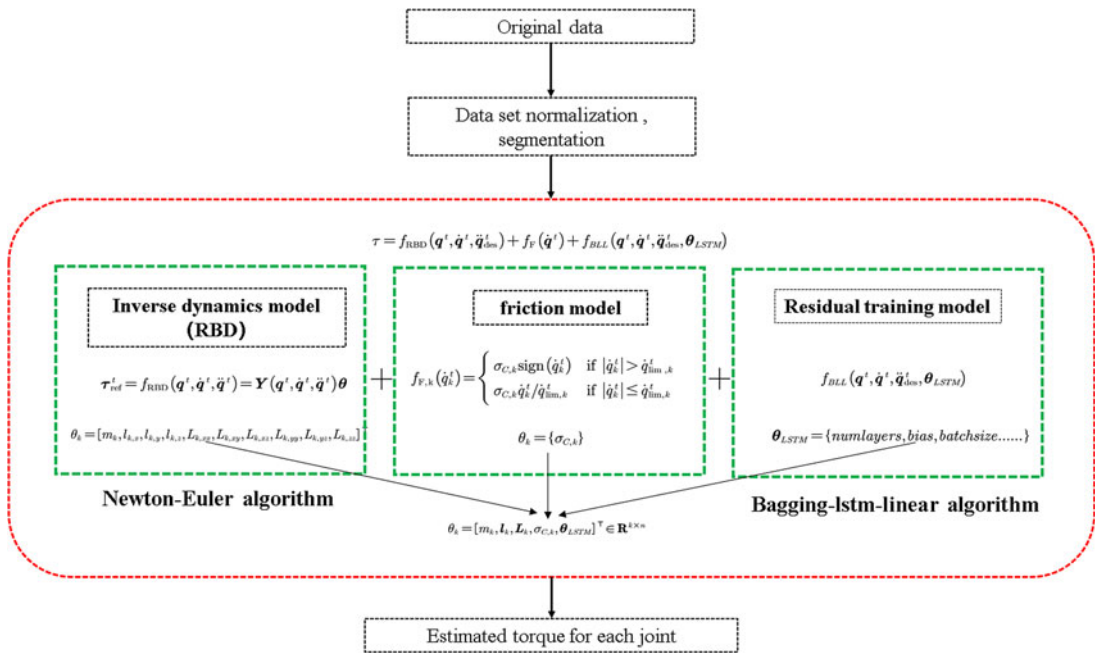 Original data
Data set normalization ,
segmentation
τ = f_RBD(q^t, q̇^t, q̈^t_des) + f_F(q̇^t) + f_BLL(q^t, q̇^t, q̈^t_des, θ_LSTM)
Inverse dynamics model
(RBD)
τ^t_ref = f_RBD(q^t, q̇^t, q̈^t) = Y(q^t, q̇^t, q̈^t)θ
θ_k = [m_k, l_k,x, l_k,y, l_k,z, L_k,xx, L_k,xy, L_k,xz, L_k,yy, L_k,yz, L_k,zz]^⊤
Newton-Euler algorithm
+
friction model
f_F,k(q̇^t_k) = { σ_C,k sign(q̇^t_k) if |q̇^t_k| > q̇^t_lim,k
σ_C,k q̇^t_k / q̇^t_lim,k if |q̇^t_k| ≤ q̇^t_lim,k
θ_k = {σ_C,k}
+
Residual training model
f_BLL(q^t, q̇^t, q̈^t_des, θ_LSTM)
θ_LSTM = {numlayers, bias, batchsize......}
Bagging-lstm-linear algorithm
θ_k = [m_k, l_k, L_k, σ_C,k, θ_LSTM]^⊤ ∈ R^k×n
Estimated torque for each joint